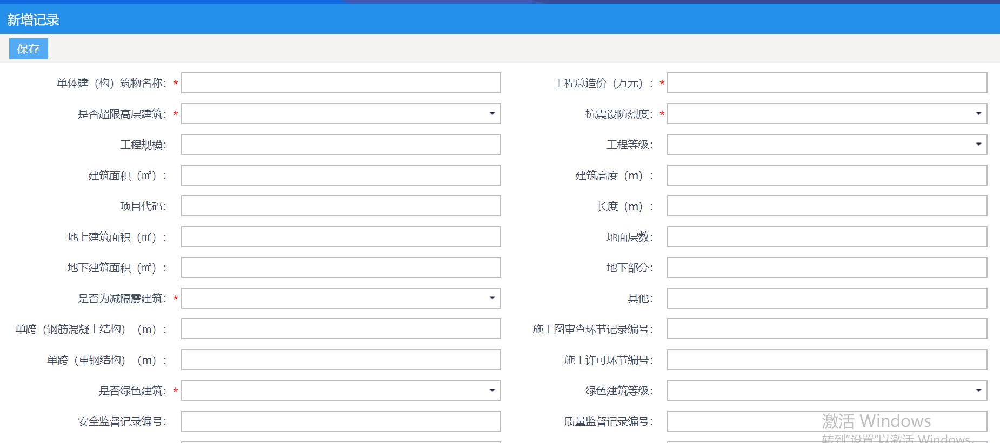 新增记录
保存
单体建（构）筑物名称：*
工程总造价（万元）：*
是否超限高层建筑：*
抗震设防烈度：*
工程规模：
工程等级：
建筑面积（㎡）：
建筑高度（m）：
项目代码：
长度（m）：
地上建筑面积（㎡）：
地面层数：
地下建筑面积（㎡）：
地下部分：
是否为减隔震建筑：*
其他：
单跨（钢筋混凝土结构）（m）：
施工图审查环节记录编号：
单跨（重钢结构）（m）：
施工许可环节编号：
是否绿色建筑：*
绿色建筑等级：
安全监督记录编号：
质量监督记录编号：
激活 Windows
转到“设置”以激活 Windows。